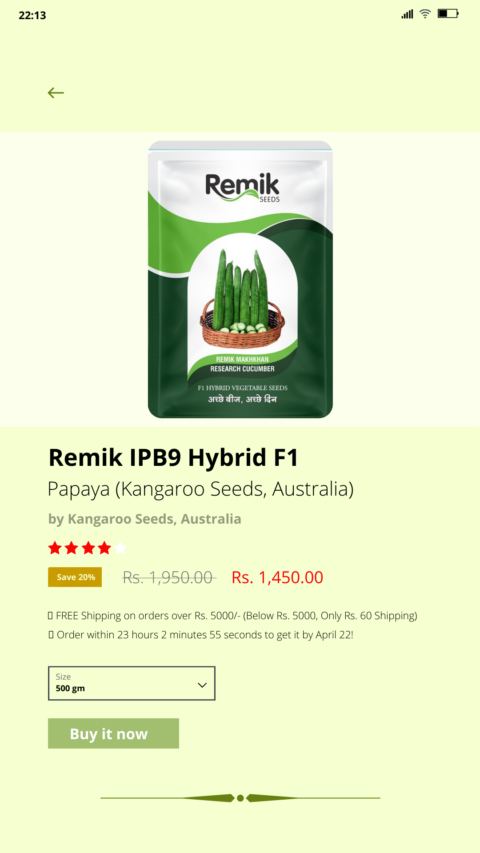 22:13
Remik
SEEDS
REMIK MAKHKHAN
RESEARCH CUCUMBER
F1 HYBRID VEGETABLE SEEDS
अच्छे बीज, अच्छे दिन
Remik IPB9 Hybrid F1
Papaya (Kangaroo Seeds, Australia)
by Kangaroo Seeds, Australia
Save 20% Rs. 1,950.00 Rs. 1,450.00
FREE Shipping on orders over Rs. 5000/- (Below Rs. 5000, Only Rs. 60 Shipping)
Order within 23 hours 2 minutes 55 seconds to get it by April 22!
Size
500 gm
Buy it now